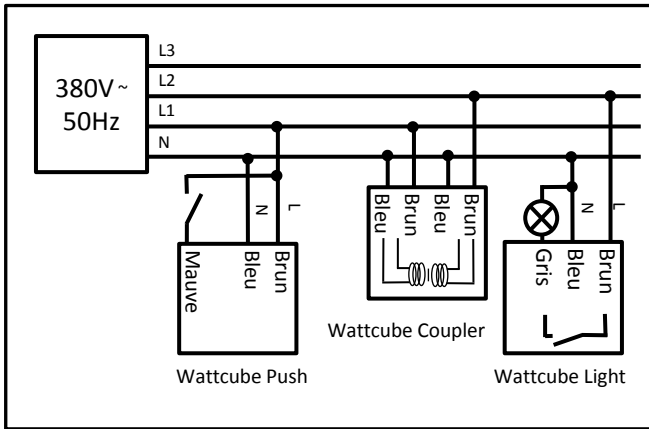 380V ~
50Hz
L3
L2
L1
N
N
L
Mauve
Bleu
Brun
Wattcube Push
Bleu
Brun
Bleu
Brun
Wattcube Coupler
N
L
Gris
Bleu
Brun
Wattcube Light